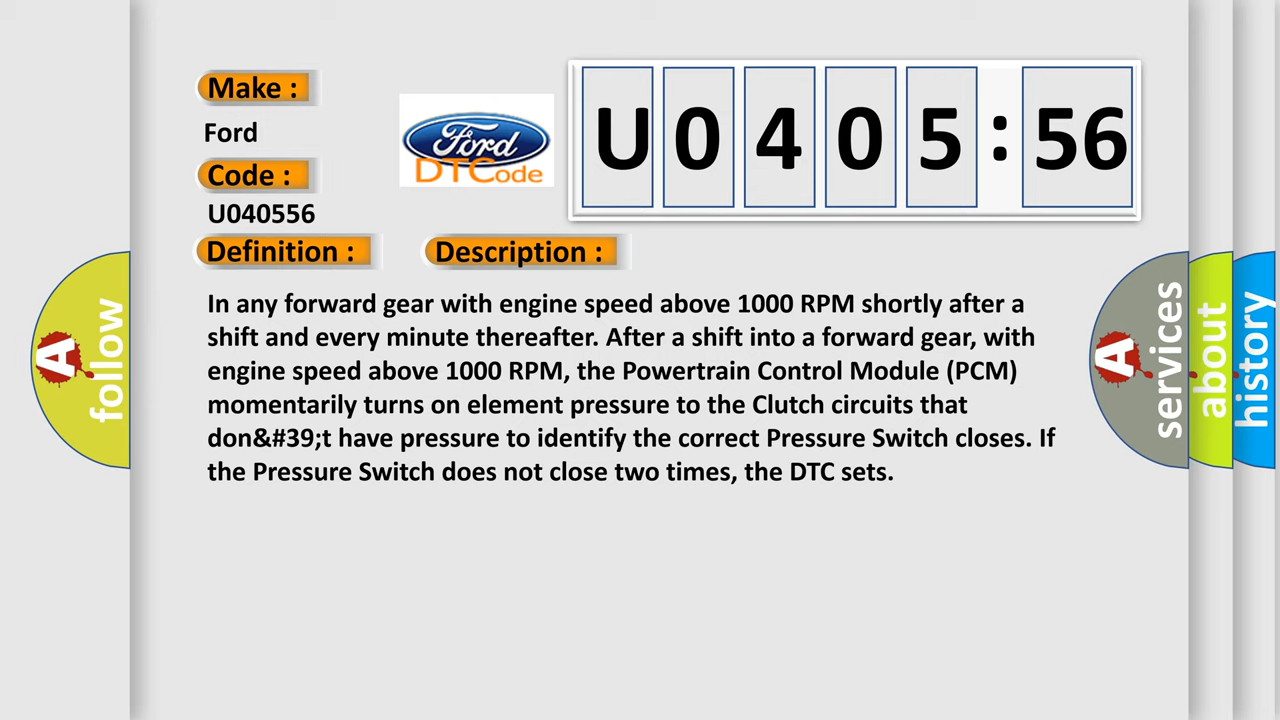 Make :
Ford
Code :
U040556
Definition :
Description :
Ford
DTCode
U0405:56
In any forward gear with engine speed above 1000 RPM shortly after a
shift and every minute thereafter. After a shift into a forward gear, with
engine speed above 1000 RPM, the Powertrain Control Module (PCM)
momentarily turns on element pressure to the Clutch circuits that
don&#39;t have pressure to identify the correct Pressure Switch closes. If
the Pressure Switch does not close two times, the DTC sets.
A follow
A services
about
history